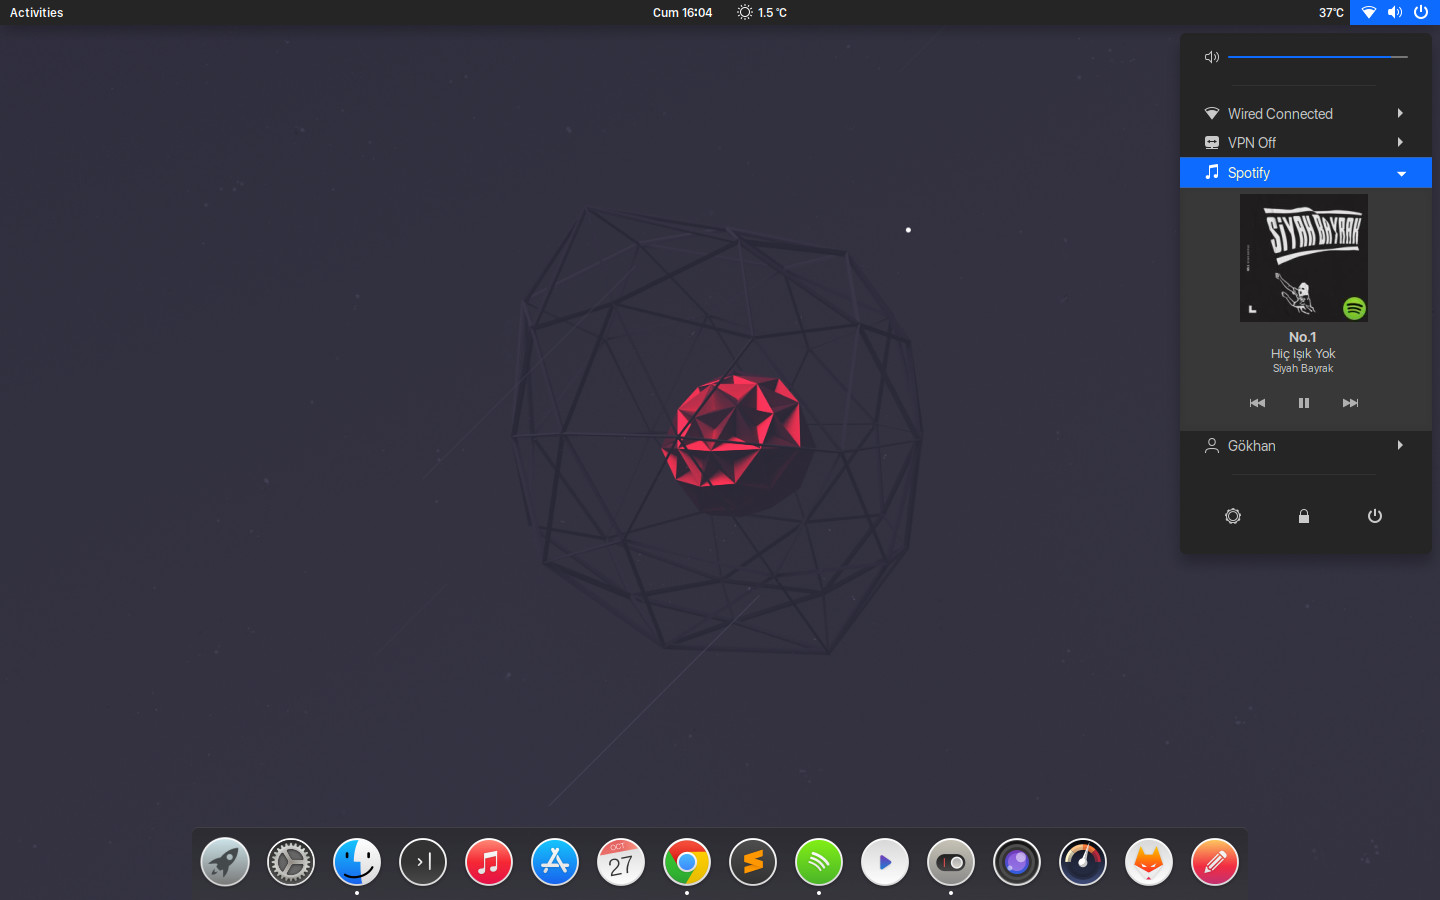 Activities
Cum 16:04
1.5 °C
37°C
Wired Connected
VPN Off
Spotify
SİYAH BAYRAK
No.1
Hiç Işık Yok
Siyah Bayrak
Gökhan
OCT
27